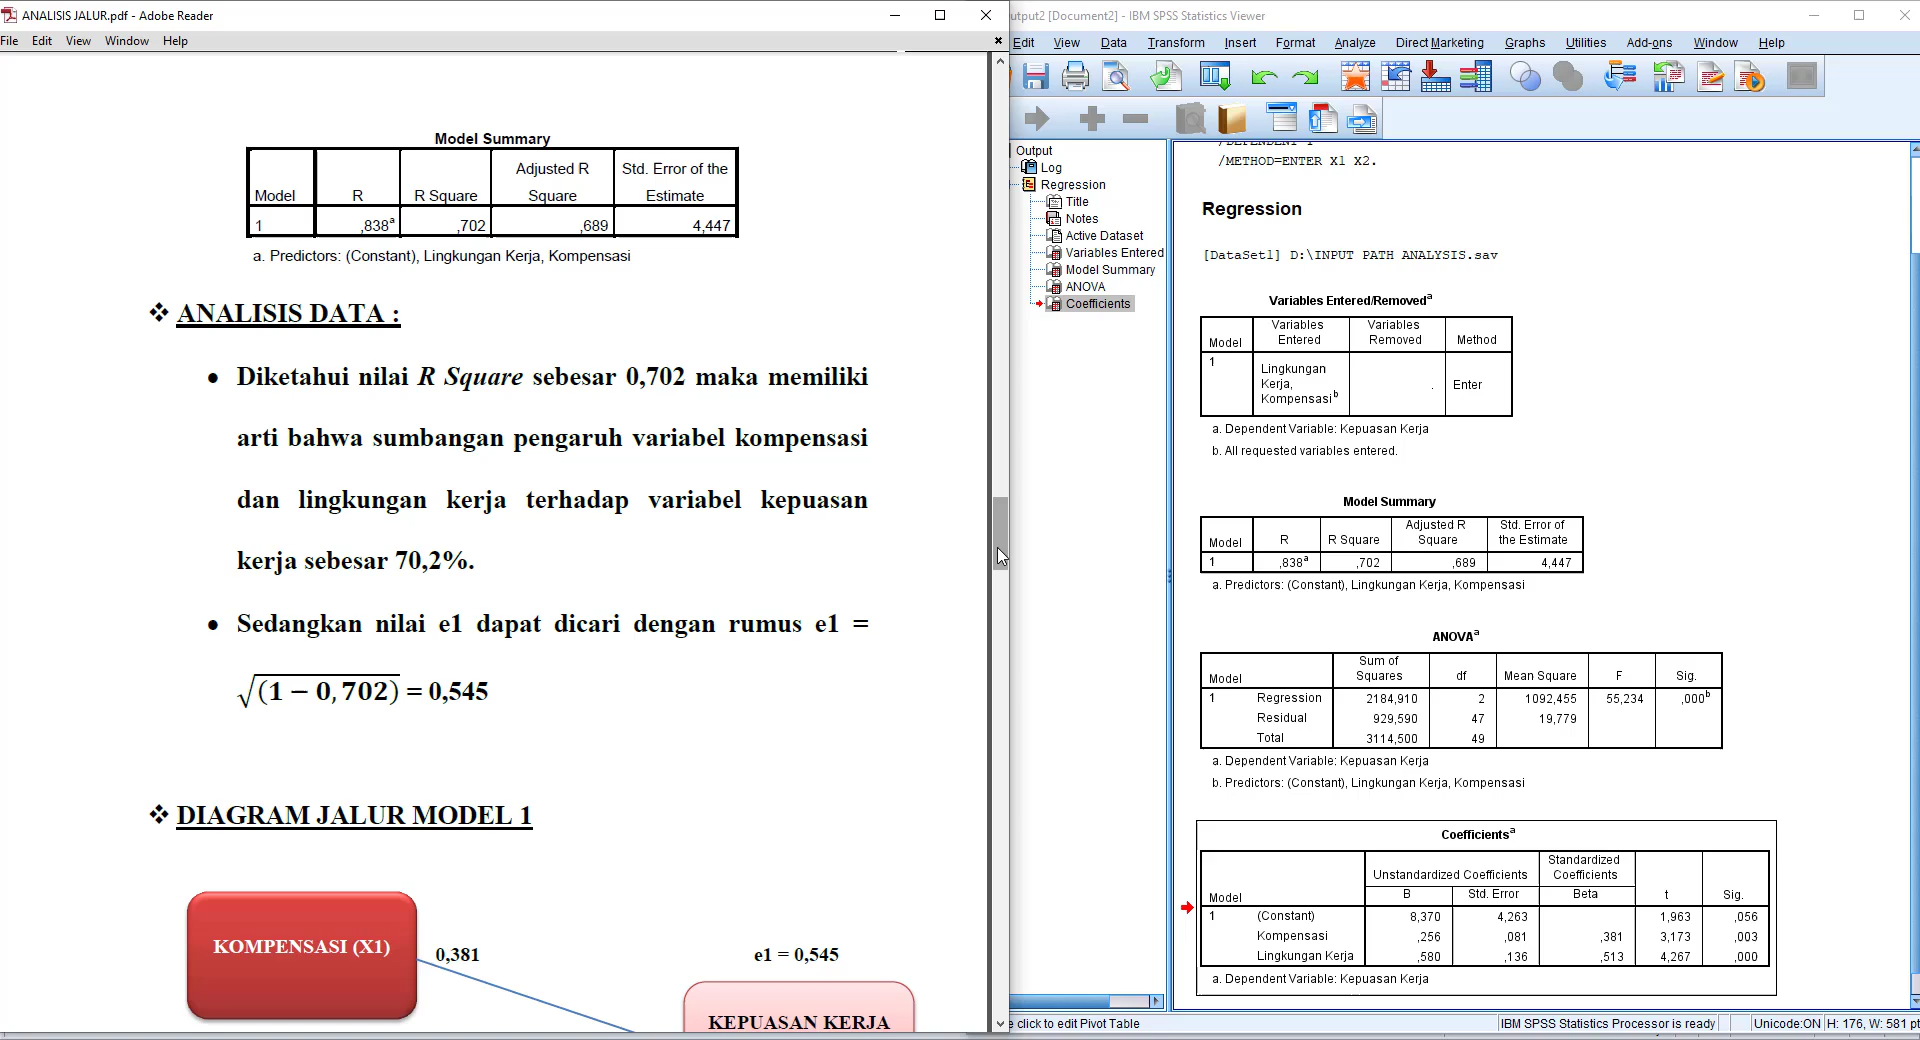 ANALISIS JALUR.pdf - Adobe Reader
File Edit View Window Help
Model Summary
Model R R Square Adjusted R Square Std. Error of the Estimate
1 ,838a ,702 ,689 4,447
a. Predictors: (Constant), Lingkungan Kerja, Kompensasi
ANALISIS DATA :
Diketahui nilai R Square sebesar 0,702 maka memiliki
arti bahwa sumbangan pengaruh variabel kompensasi
dan lingkungan kerja terhadap variabel kepuasan
kerja sebesar 70,2%.
Sedangkan nilai e1 dapat dicari dengan rumus e1 =
√(1 − 0,702) = 0,545
DIAGRAM JALUR MODEL 1
KOMPENSASI (X1)
0,381
e1 = 0,545
KEPUASAN KERJA
utput2 [Document2] - IBM SPSS Statistics Viewer
Edit View Data Transform Insert Format Analyze Direct Marketing Graphs Utilities Add-ons Window Help
Output
Log
Regression
Title
Notes
Active Dataset
Variables Entered
Model Summary
ANOVA
Coefficients
/METHOD=ENTER X1 X2.
Regression
[DataSet1] D:\INPUT PATH ANALYSIS.sav
Variables Entered/Removeda
Model Variables Entered Variables Removed Method
1 Lingkungan Kerja, Kompensasib . Enter
a. Dependent Variable: Kepuasan Kerja
b. All requested variables entered.
Model Summary
Model R R Square Adjusted R Square Std. Error of the Estimate
1 ,838a ,702 ,689 4,447
a. Predictors: (Constant), Lingkungan Kerja, Kompensasi
ANOVAa
Model Sum of Squares df Mean Square F Sig.
1 Regression 2184,910 2 1092,455 55,234 ,000b
Residual 929,590 47 19,779
Total 3114,500 49
a. Dependent Variable: Kepuasan Kerja
b. Predictors: (Constant), Lingkungan Kerja, Kompensasi
Coefficientsa
Model Unstandardized Coefficients Standardized Coefficients t Sig.
B Std. Error Beta
1 (Constant) 8,370 4,263 1,963 ,056
Kompensasi ,256 ,081 ,381 3,173 ,003
Lingkungan Kerja ,580 ,136 ,513 4,267 ,000
a. Dependent Variable: Kepuasan Kerja
e click to edit Pivot Table
IBM SPSS Statistics Processor is ready Unicode:ON H: 176, W: 581 pt